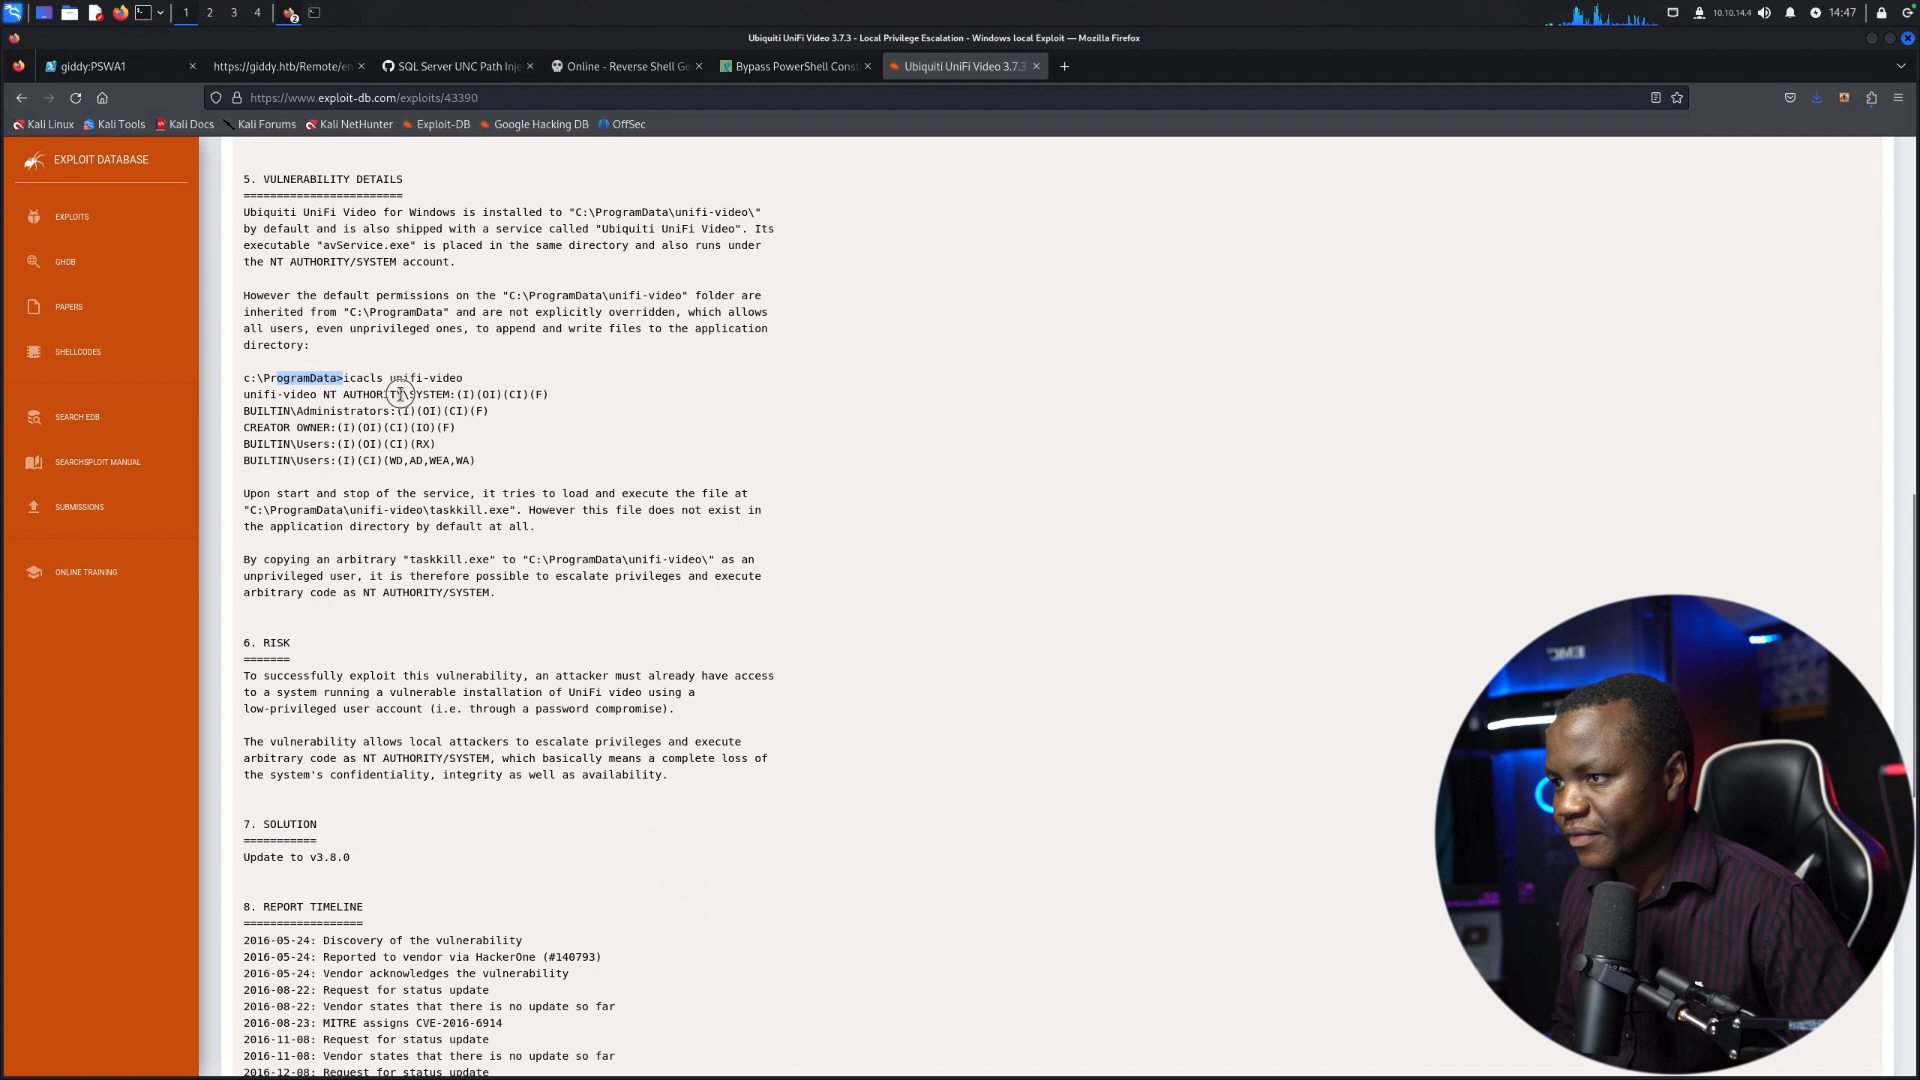 1 2 3 4 2 10.10.14.4 14:47
Ubiquiti UniFi Video 3.7.3 - Local Privilege Escalation - Windows local Exploit — Mozilla Firefox
giddy:PSWA1
https://giddy.htb/Remote/en
SQL Server UNC Path Inje
Online - Reverse Shell Ge
Bypass PowerShell Const
Ubiquiti UniFi Video 3.7.3
https://www.exploit-db.com/exploits/43390
Kali Linux Kali Tools Kali Docs Kali Forums Kali NetHunter Exploit-DB Google Hacking DB OffSec
EXPLOIT DATABASE
EXPLOITS
GHDB
PAPERS
SHELLCODES
SEARCH EDB
SEARCHSPLOIT MANUAL
SUBMISSIONS
ONLINE TRAINING
5. VULNERABILITY DETAILS
========================
Ubiquiti UniFi Video for Windows is installed to "C:\ProgramData\unifi-video\"
by default and is also shipped with a service called "Ubiquiti UniFi Video". Its
executable "avService.exe" is placed in the same directory and also runs under
the NT AUTHORITY/SYSTEM account.
However the default permissions on the "C:\ProgramData\unifi-video" folder are
inherited from "C:\ProgramData" and are not explicitly overridden, which allows
all users, even unprivileged ones, to append and write files to the application
directory:
c:\ProgramData>icacls unifi-video
unifi-video NT AUTHORITY\SYSTEM:(I)(OI)(CI)(F)
BUILTIN\Administrators:(I)(OI)(CI)(F)
CREATOR OWNER:(I)(OI)(CI)(IO)(F)
BUILTIN\Users:(I)(OI)(CI)(RX)
BUILTIN\Users:(I)(CI)(WD,AD,WEA,WA)
Upon start and stop of the service, it tries to load and execute the file at
"C:\ProgramData\unifi-video\taskkill.exe". However this file does not exist in
the application directory by default at all.
By copying an arbitrary "taskkill.exe" to "C:\ProgramData\unifi-video\" as an
unprivileged user, it is therefore possible to escalate privileges and execute
arbitrary code as NT AUTHORITY/SYSTEM.
6. RISK
=======
To successfully exploit this vulnerability, an attacker must already have access
to a system running a vulnerable installation of UniFi video using a
low-privileged user account (i.e. through a password compromise).
The vulnerability allows local attackers to escalate privileges and execute
arbitrary code as NT AUTHORITY/SYSTEM, which basically means a complete loss of
the system's confidentiality, integrity as well as availability.
7. SOLUTION
===========
Update to v3.8.0
8. REPORT TIMELINE
==================
2016-05-24: Discovery of the vulnerability
2016-05-24: Reported to vendor via HackerOne (#140793)
2016-05-24: Vendor acknowledges the vulnerability
2016-08-22: Request for status update
2016-08-22: Vendor states that there is no update so far
2016-08-23: MITRE assigns CVE-2016-6914
2016-11-08: Request for status update
2016-11-08: Vendor states that there is no update so far
2016-12-08: Request for status update